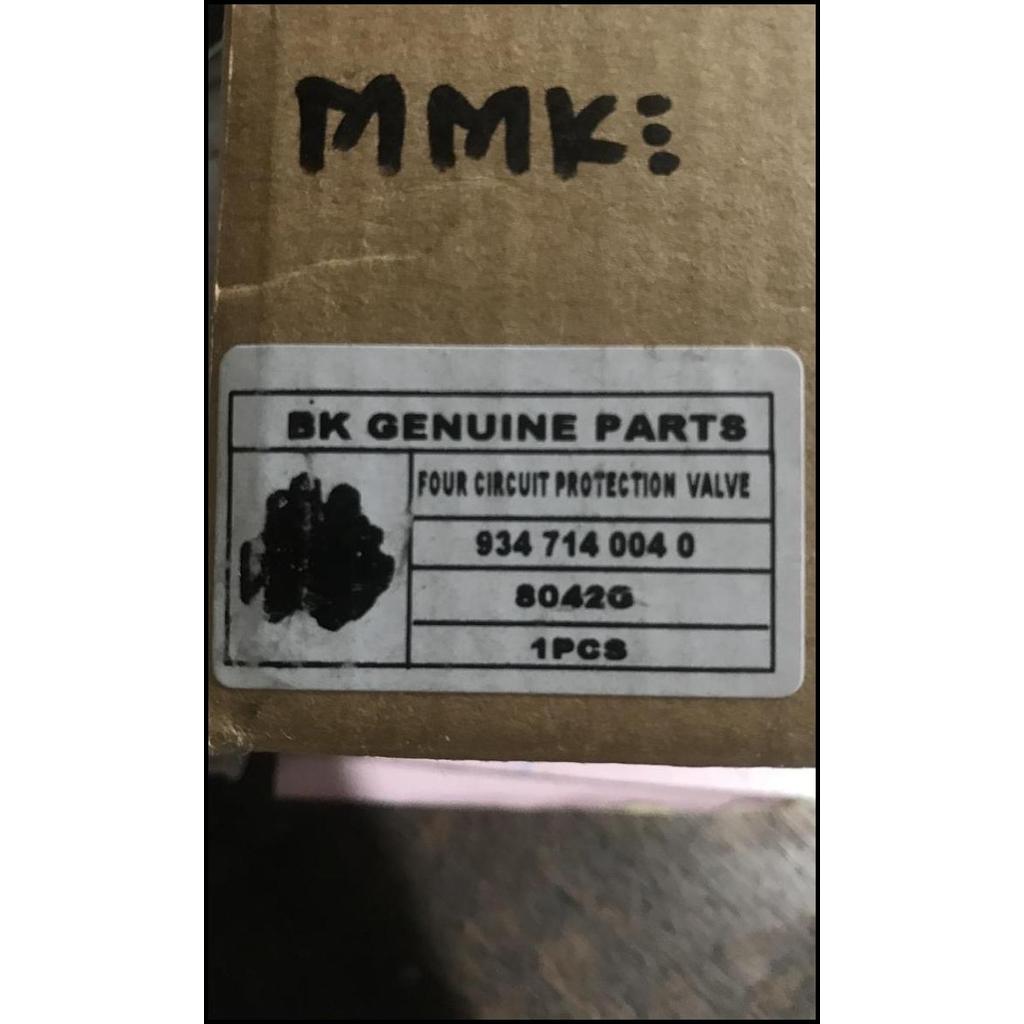 MMK⋮
BK GENUINE PARTS
FOUR CIRCUIT PROTECTION VALVE
934 714 004 0
8042G
1PCS